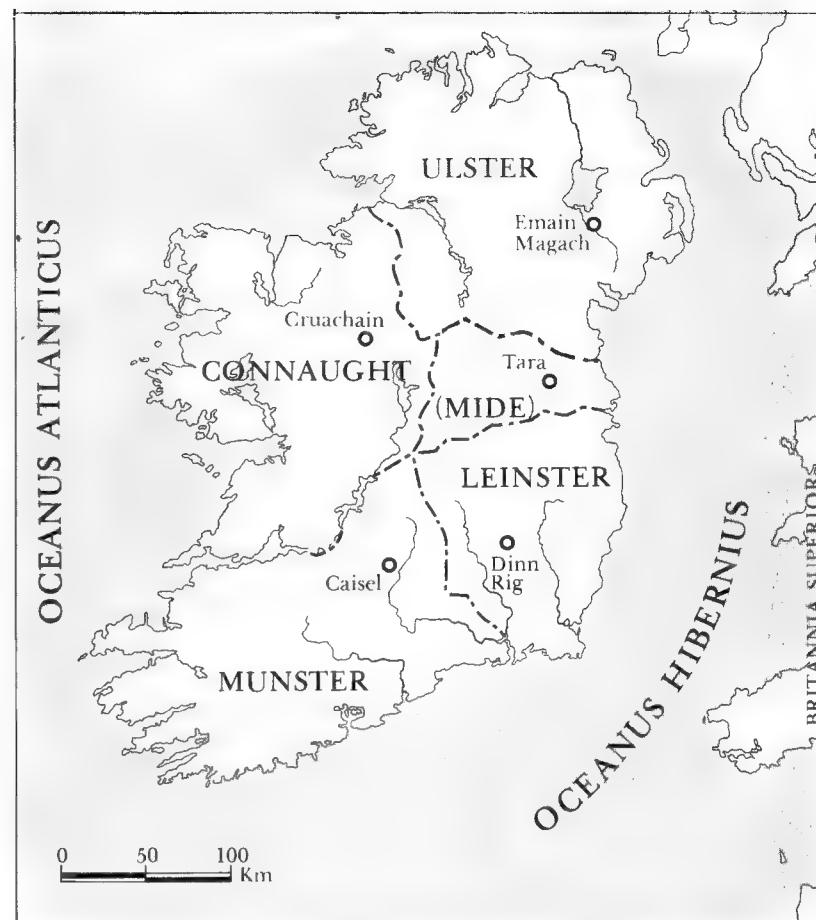 ULSTER
Emain
Magach
OCEANUS ATLANTICUS
Cruachain
CONNAUGHT
Tara
(MIDE)
LEINSTER
Dinn
Rig
Caisel
MUNSTER
OCEANUS HIBERNIUS
BRITANNIA SUPERIORS
0 50 100
Km